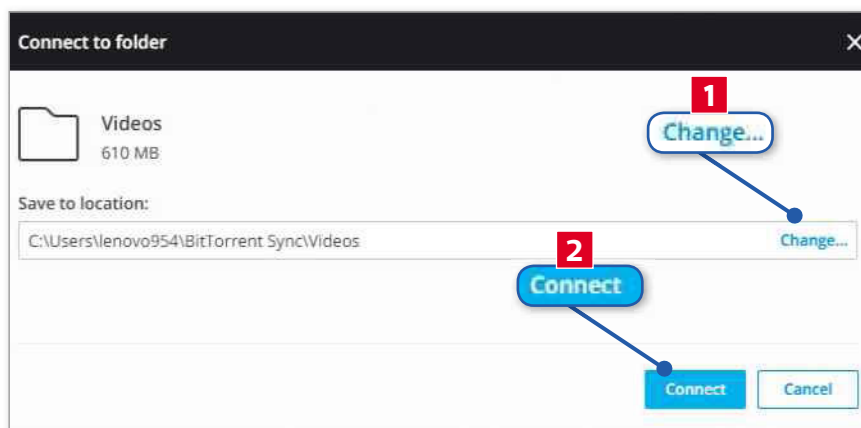 Connect to folder
Videos
610 MB
1
Change...
Save to location:
C:\Users\lenovo954\BitTorrent Sync\Videos
Change...
2
Connect
Connect
Cancel